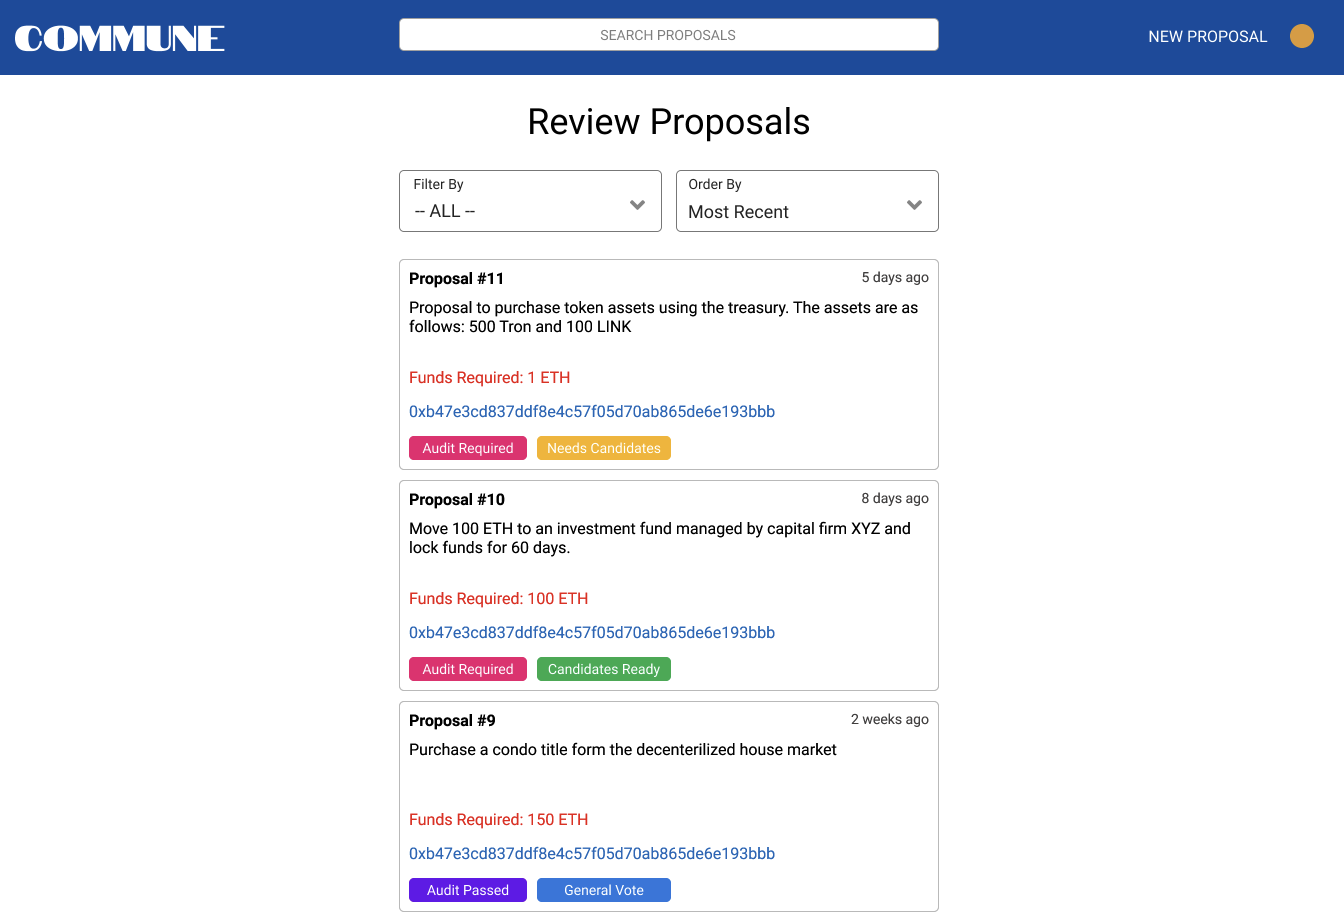 COMMUNE
SEARCH PROPOSALS
NEW PROPOSAL
Review Proposals
Filter By
-- ALL --
Order By
Most Recent
Proposal #11
5 days ago
Proposal to purchase token assets using the treasury. The assets are as
follows: 500 Tron and 100 LINK
Funds Required: 1 ETH
0xb47e3cd837ddf8e4c57f05d70ab865de6e193bbb
Audit Required
Needs Candidates
Proposal #10
8 days ago
Move 100 ETH to an investment fund managed by capital firm XYZ and
lock funds for 60 days.
Funds Required: 100 ETH
0xb47e3cd837ddf8e4c57f05d70ab865de6e193bbb
Audit Required
Candidates Ready
Proposal #9
2 weeks ago
Purchase a condo title form the decenterilized house market
Funds Required: 150 ETH
0xb47e3cd837ddf8e4c57f05d70ab865de6e193bbb
Audit Passed
General Vote